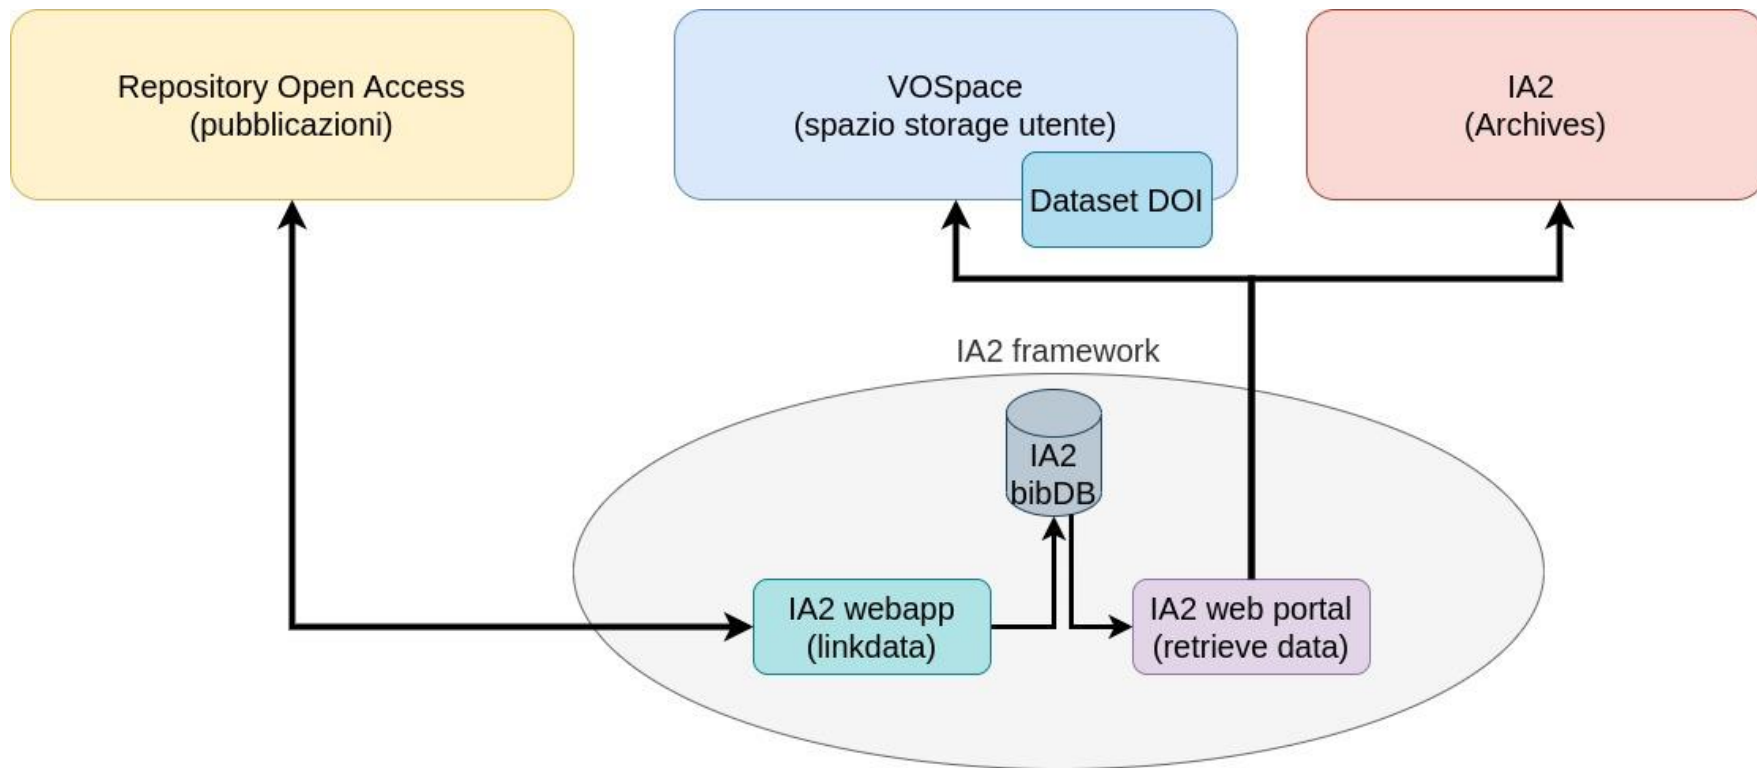 Repository Open Access
(pubblicazioni)
VOSpace
(spazio storage utente)
Dataset DOI
IA2
(Archives)
IA2 framework
IA2
bibDB
IA2 webapp
(linkdata)
IA2 web portal
(retrieve data)